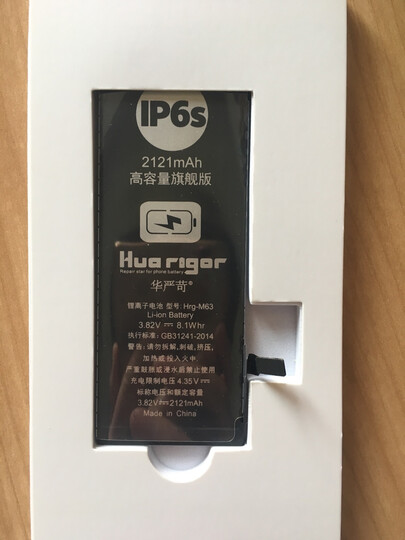 IP6s
2121mAh
高容量旗舰版
Huarigor
Repair star for phone battery
华严苛®
锂离子电池 型号: Hrg-M63
Li-ion Battery
3.82V⎓ 8.1Whr
执行标准: GB31241-2014
警告: 请勿拆解,刺破,挤压,
加热或投入火中,
严重鼓胀或浸水后禁止使用
充电限制电压 4.35V⎓
标称电压和额定容量
3.82V⎓2121mAh
Made in China